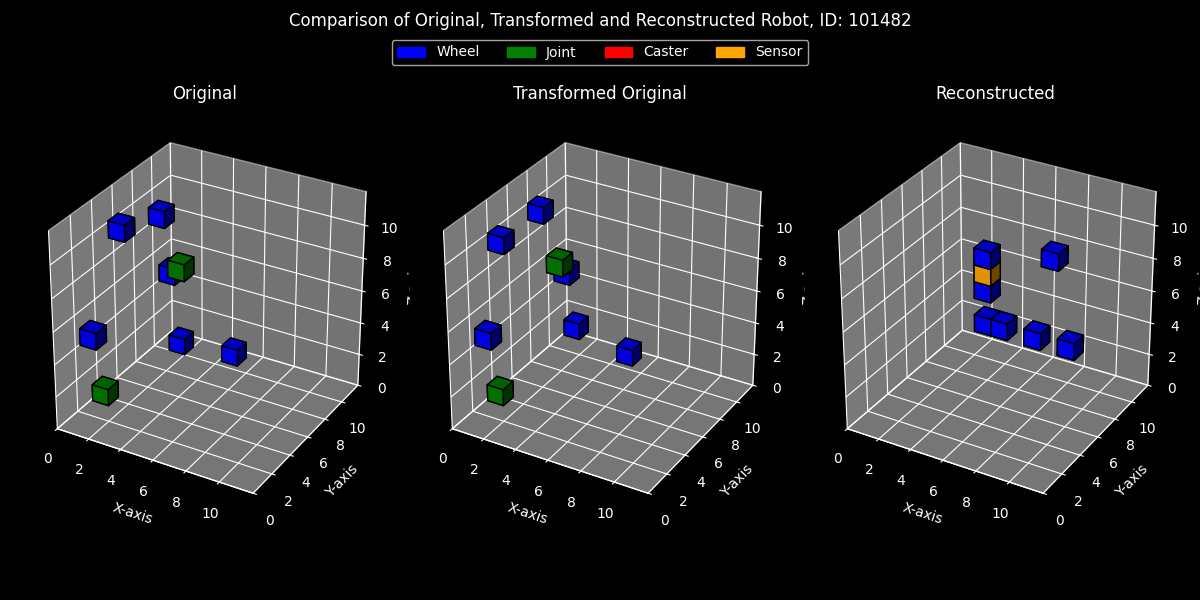 Comparison of Original, Transformed and Reconstructed Robot, ID: 101482
Wheel Joint Caster Sensor
Original Transformed Original Reconstructed
10 10 10
8 8 8
6 6 6
4 4 4
2 2 2
0 0 0
0 2 4 6 8 10 0 2 4 6 8 10 0 2 4 6 8 10
X-axis X-axis X-axis
0 2 4 6 8 10 0 2 4 6 8 10 0 2 4 6 8 10
Y-axis Y-axis Y-axis